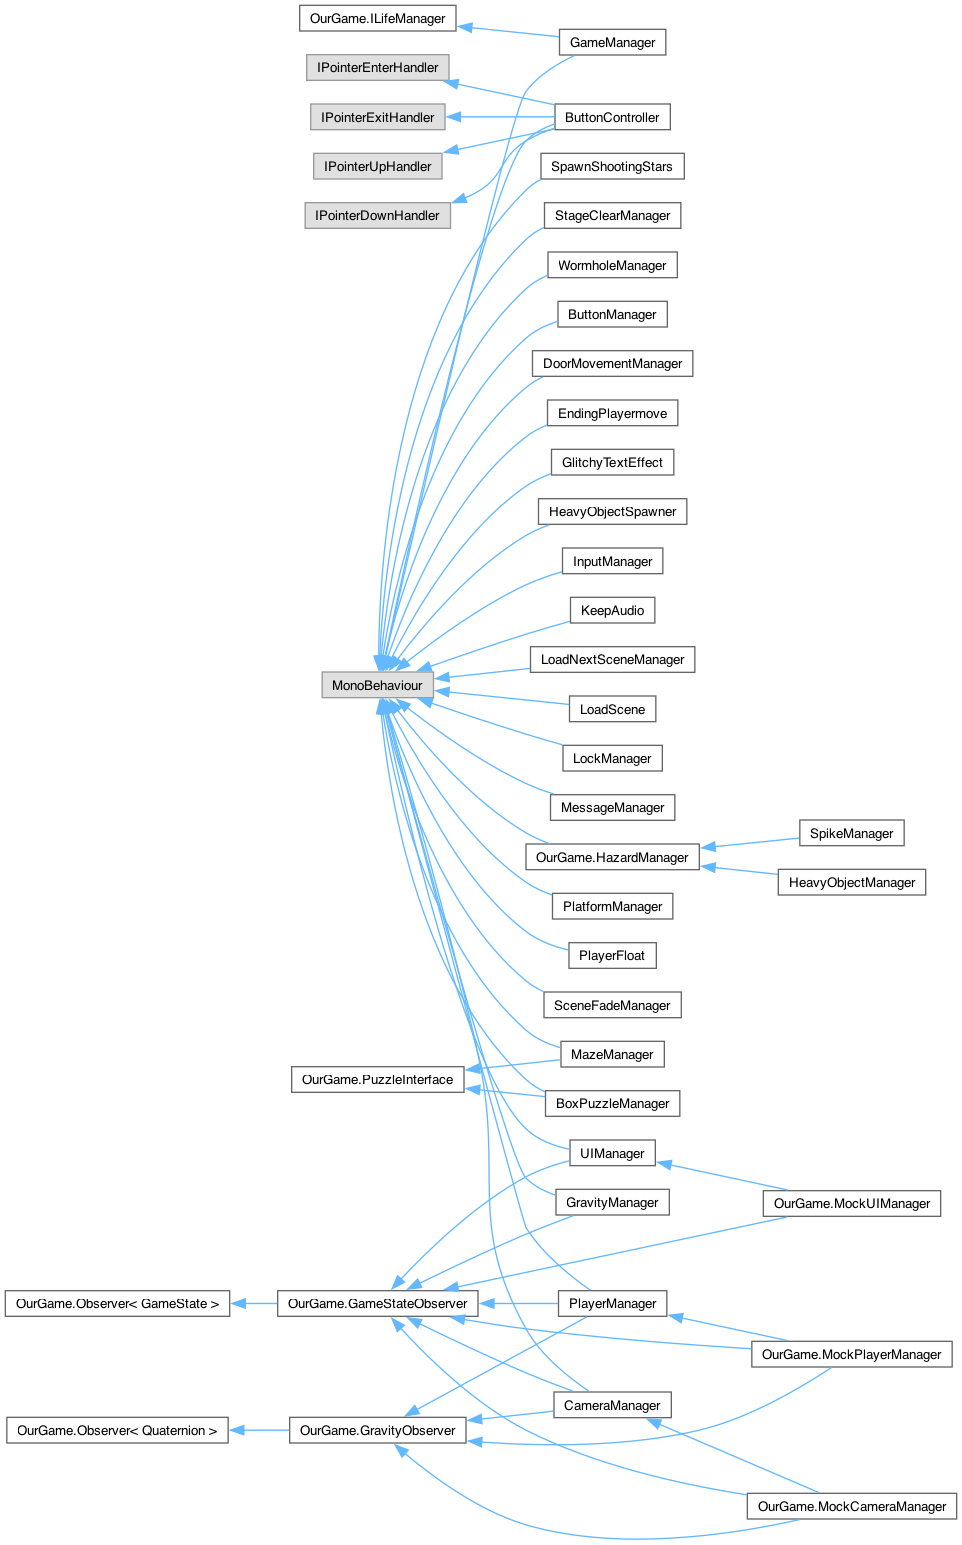 OurGame.ILifeManager
GameManager
IPointerEnterHandler
IPointerExitHandler
ButtonController
IPointerUpHandler
SpawnShootingStars
IPointerDownHandler
StageClearManager
WormholeManager
ButtonManager
DoorMovementManager
EndingPlayermove
GlitchyTextEffect
HeavyObjectSpawner
InputManager
KeepAudio
LoadNextSceneManager
MonoBehaviour
LoadScene
LockManager
MessageManager
SpikeManager
OurGame.HazardManager
HeavyObjectManager
PlatformManager
PlayerFloat
SceneFadeManager
MazeManager
OurGame.PuzzleInterface
BoxPuzzleManager
UIManager
GravityManager
OurGame.MockUIManager
OurGame.Observer< GameState >
OurGame.GameStateObserver
PlayerManager
OurGame.MockPlayerManager
CameraManager
OurGame.Observer< Quaternion >
OurGame.GravityObserver
OurGame.MockCameraManager